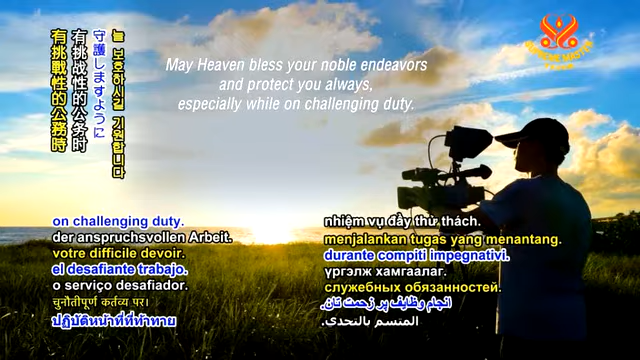 有挑戰性的公務時
有挑战性的公务时
守護しますように
늘 보호하시길 기원합니다
May Heaven bless your noble endeavors
and protect you always,
especially while on challenging duty.
SUPREME MASTER
TELEVISION
on challenging duty.
der anspruchsvollen Arbeit.
votre difficile devoir.
el desafiante trabajo.
o serviço desafiador.
चुनौतीपूर्ण कर्तव्य पर।
ปฏิบัติหน้าที่ที่ท้าทาย
nhiệm vụ đầy thử thách.
menjalankan tugas yang menantang.
durante compiti impegnativi.
үргэлж хамгаалаг.
служебных обязанностей.
انجام وظایف پر زحمت تان.
المتسم بالتحدي.